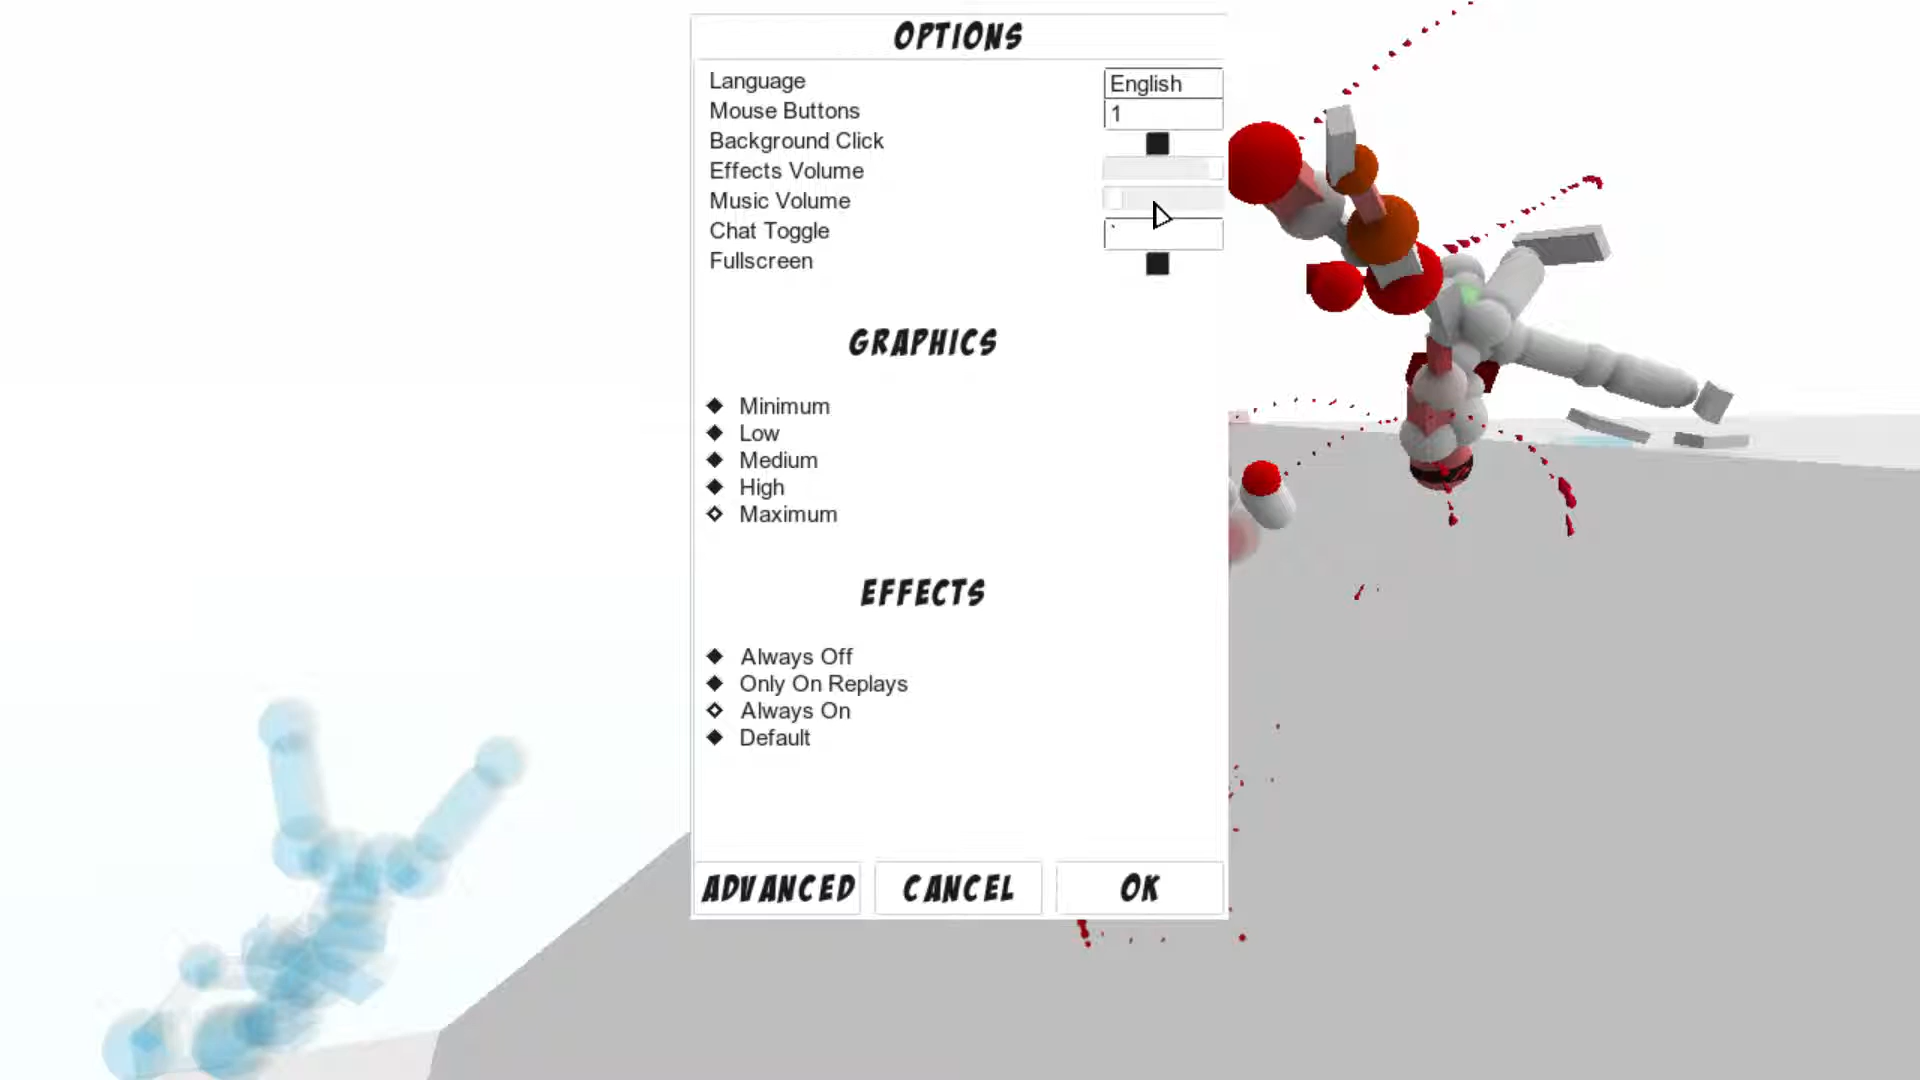 OPTIONS
Language English
Mouse Buttons 1
Background Click
Effects Volume
Music Volume
Chat Toggle `
Fullscreen
GRAPHICS
Minimum
Low
Medium
High
Maximum
EFFECTS
Always Off
Only On Replays
Always On
Default
ADVANCED CANCEL OK